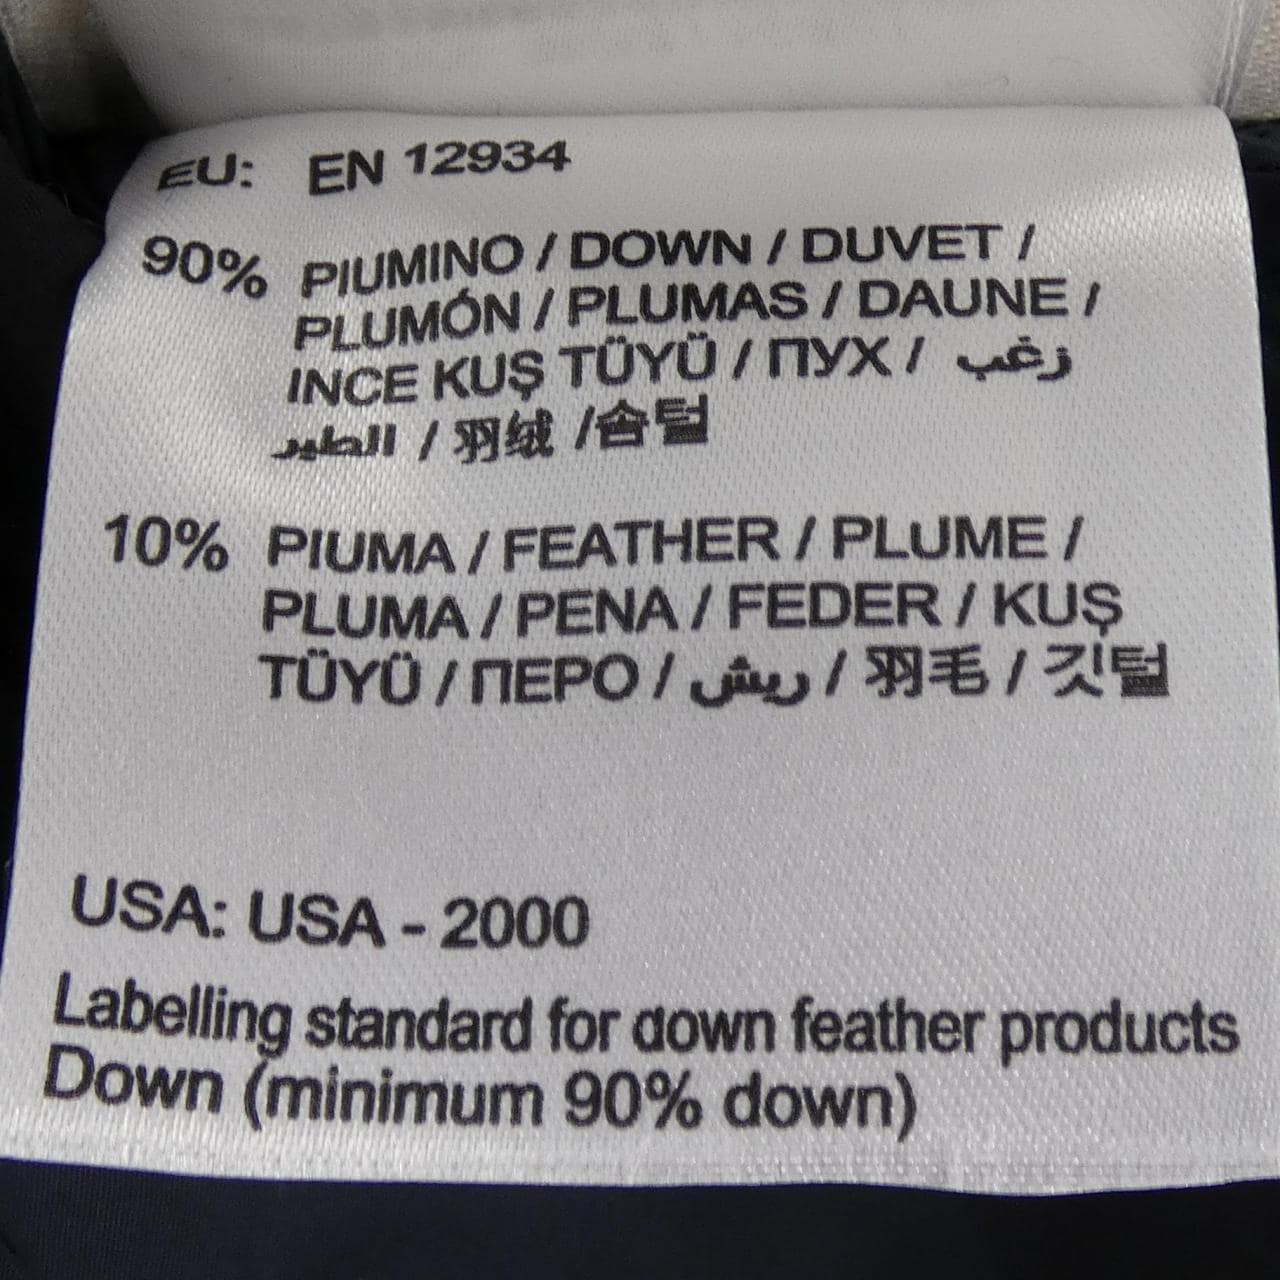 EU: EN 12934
90% PIUMINO / DOWN / DUVET /
PLUMÓN / PLUMAS / DAUNE /
INCE KUŞ TÜYÜ / ПУХ / زغب
الطير / 羽绒 /솜털
10% PIUMA / FEATHER / PLUME /
PLUMA / PENA / FEDER / KUŞ
TÜYÜ / ПЕРО / ريش / 羽毛 / 깃털
USA: USA - 2000
Labelling standard for down feather products
Down (minimum 90% down)